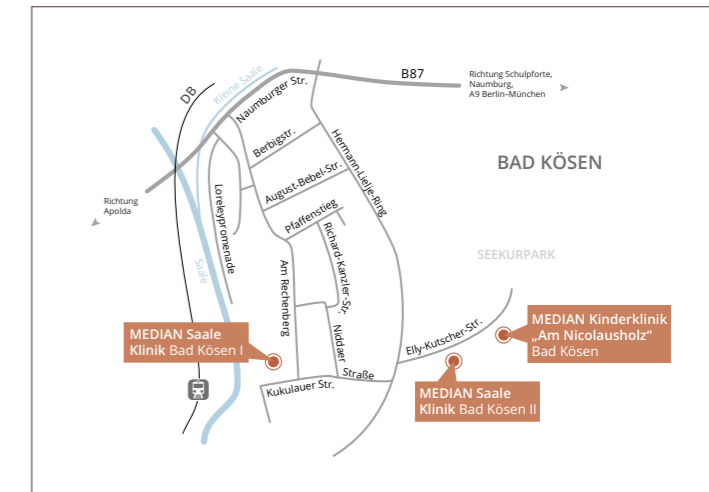 B87
Richtung Schulpforte,
Naumburg,
A9 Berlin–München
DB
Kleine Saale
Naumburger Str.
Berbigstr.
Hermann-Lielje-Ring
BAD KÖSEN
August-Bebel-Str.
Loreleypromenade
Richtung
Apolda
Pfaffenstieg
Richard-Kanzler-Str.
SEEKURPARK
Saale
Am Rechenberg
MEDIAN Kinderklinik
„Am Nicolausholz“
Bad Kösen
MEDIAN Saale
Klinik Bad Kösen I
Niddaer
Straße
Elly-Kutscher-Str.
Kukulauer Str.
MEDIAN Saale
Klinik Bad Kösen II